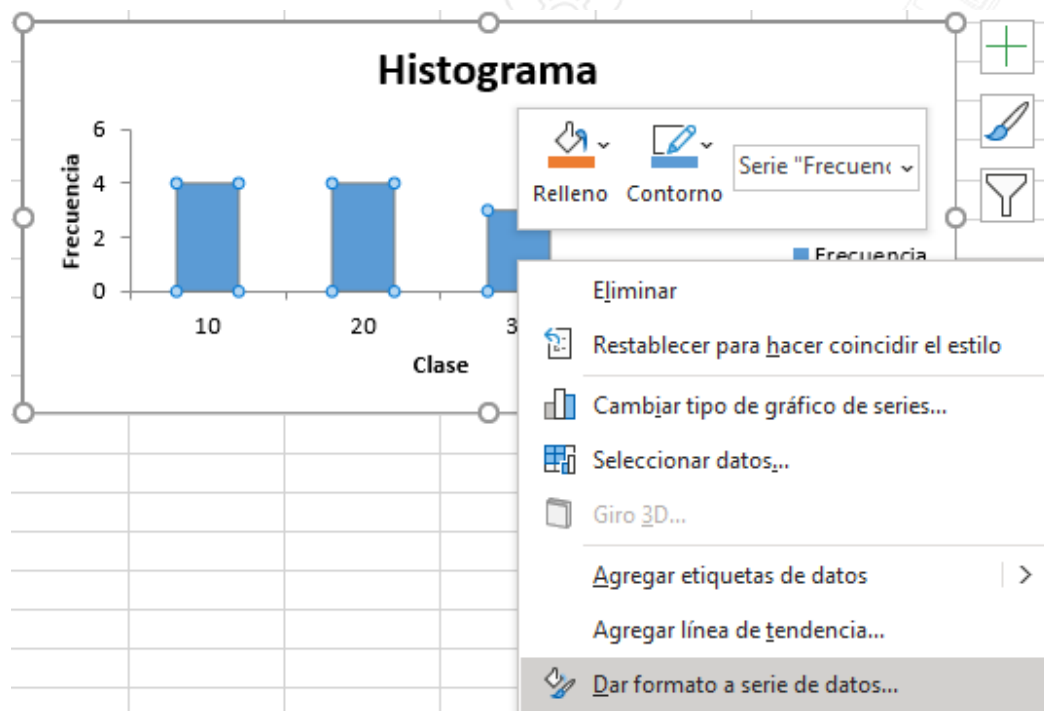 Histograma
6
4
2
0
Frecuencia
10
20
3
Clase
Frecuencia
Relleno
Contorno
Serie "Frecuen
Eliminar
Restablecer para hacer coincidir el estilo
Cambiar tipo de gráfico de series...
Seleccionar datos...
Giro 3D...
Agregar etiquetas de datos
Agregar línea de tendencia...
Dar formato a serie de datos...